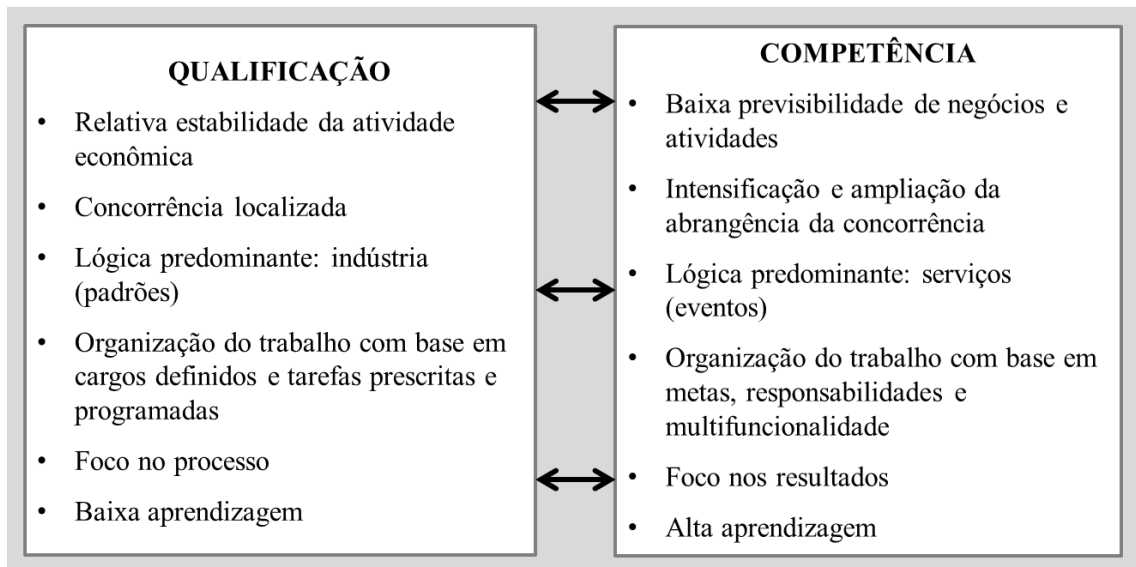 QUALIFICAÇÃO
• Relativa estabilidade da atividade
econômica
• Concorrência localizada
• Lógica predominante: indústria
(padrões)
• Organização do trabalho com base em
cargos definidos e tarefas prescritas e
programadas
• Foco no processo
• Baixa aprendizagem
COMPETÊNCIA
• Baixa previsibilidade de negócios e
atividades
• Intensificação e ampliação da
abrangência da concorrência
• Lógica predominante: serviços
(eventos)
• Organização do trabalho com base em
metas, responsabilidades e
multifuncionalidade
• Foco nos resultados
• Alta aprendizagem